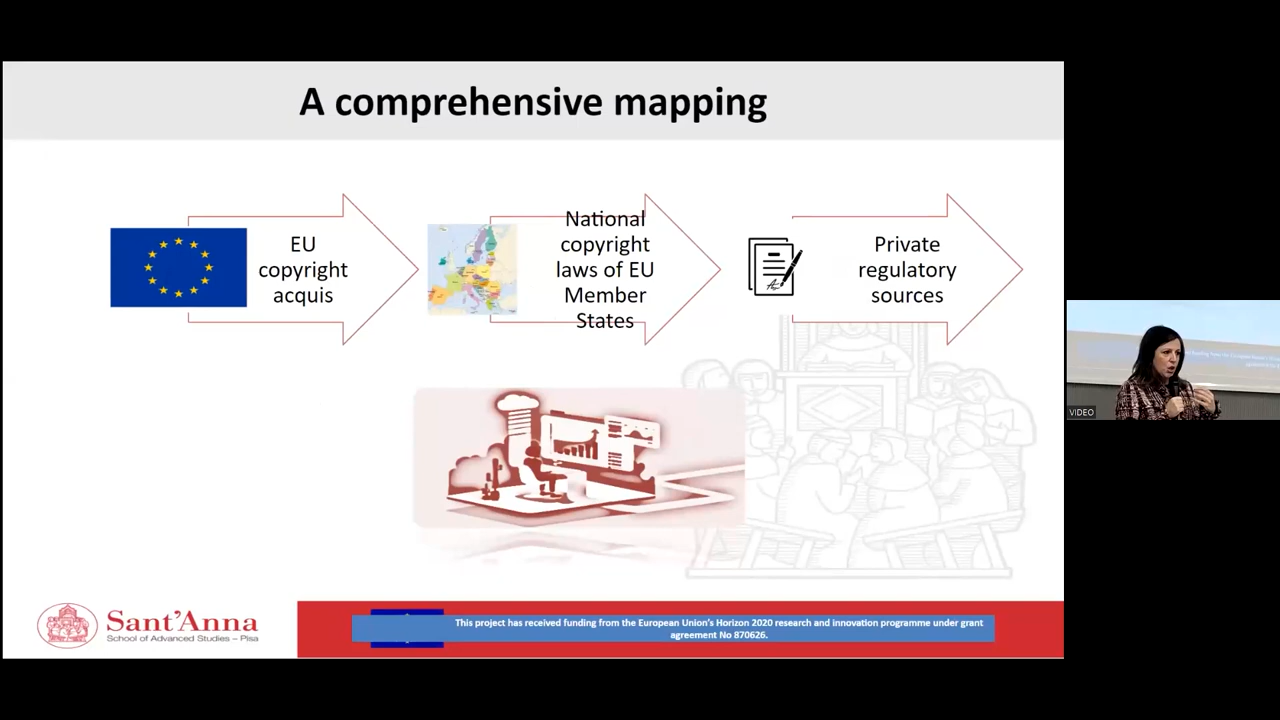 A comprehensive mapping
EU
copyright
acquis
National
copyright
laws of EU
Member
States
Private
regulatory
sources
VIDEO
Sant'Anna
School of Advanced Studies – Pisa
This project has received funding from the European Union's Horizon 2020 research and innovation programme under grant
agreement No 870626.